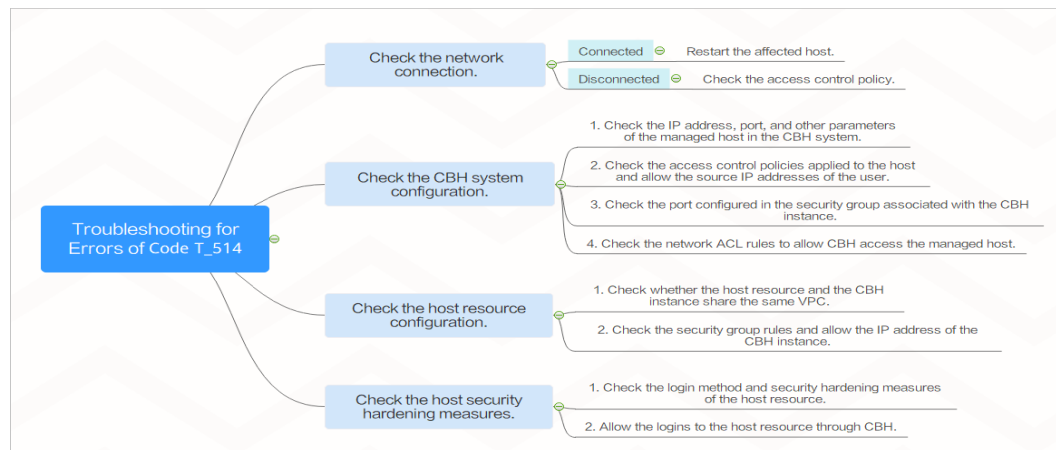 Troubleshooting for
Errors of Code T_514
Check the network
connection.
Connected
Restart the affected host.
Disconnected
Check the access control policy.
Check the CBH system
configuration.
1. Check the IP address, port, and other parameters
of the managed host in the CBH system.
2. Check the access control policies applied to the host
and allow the source IP addresses of the user.
3. Check the port configured in the security group associated with the CBH
instance.
4. Check the network ACL rules to allow CBH access the managed host.
Check the host resource
configuration.
1. Check whether the host resource and the CBH
instance share the same VPC.
2. Check the security group rules and allow the IP address of the
CBH instance.
Check the host security
hardening measures.
1. Check the login method and security hardening measures
of the host resource.
2. Allow the logins to the host resource through CBH.